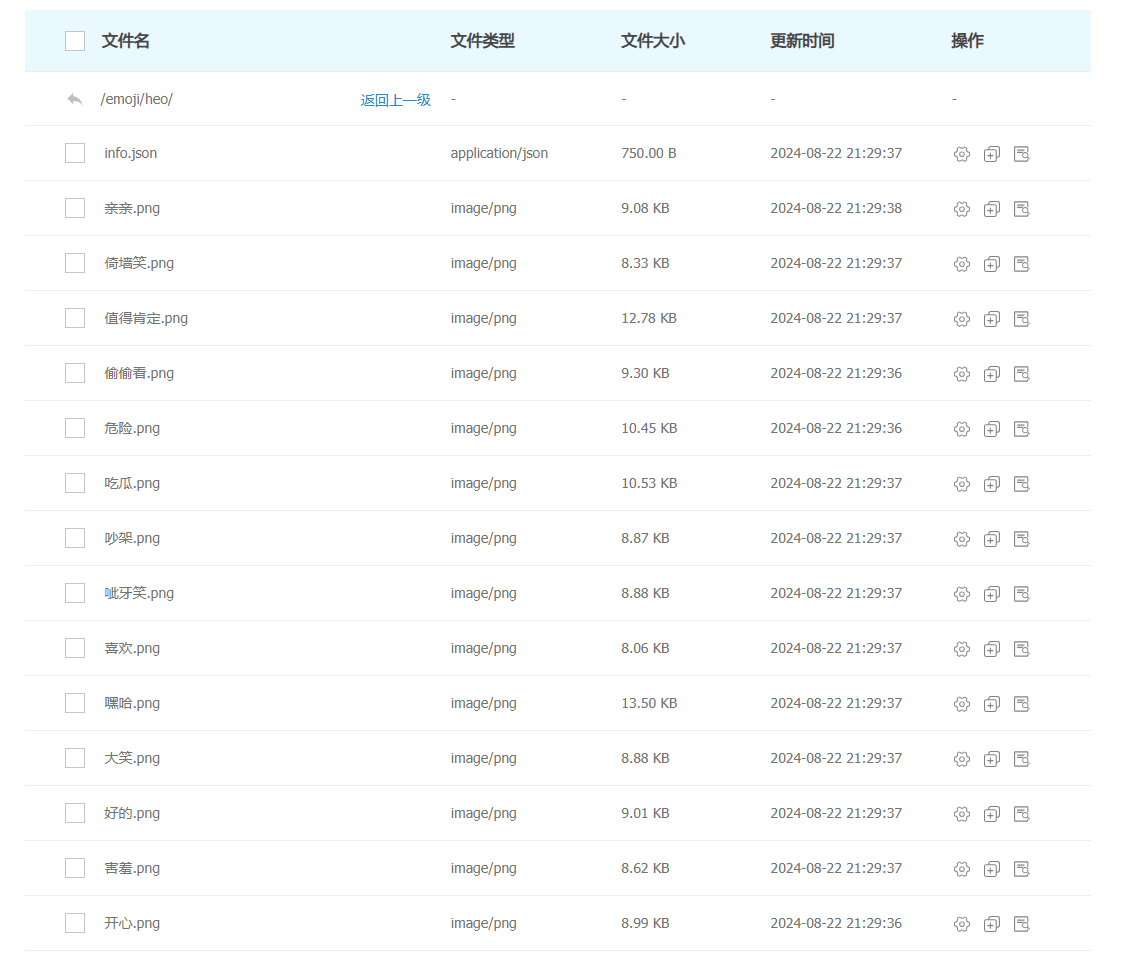 文件名 文件类型 文件大小 更新时间 操作
/emoji/heo/ 返回上一级 - - - -
info.json application/json 750.00 B 2024-08-22 21:29:37
亲亲.png image/png 9.08 KB 2024-08-22 21:29:38
倚墙笑.png image/png 8.33 KB 2024-08-22 21:29:37
值得肯定.png image/png 12.78 KB 2024-08-22 21:29:37
偷偷看.png image/png 9.30 KB 2024-08-22 21:29:36
危险.png image/png 10.45 KB 2024-08-22 21:29:36
吃瓜.png image/png 10.53 KB 2024-08-22 21:29:37
吵架.png image/png 8.87 KB 2024-08-22 21:29:37
呲牙笑.png image/png 8.88 KB 2024-08-22 21:29:37
喜欢.png image/png 8.06 KB 2024-08-22 21:29:37
嘿哈.png image/png 13.50 KB 2024-08-22 21:29:37
大笑.png image/png 8.88 KB 2024-08-22 21:29:37
好的.png image/png 9.01 KB 2024-08-22 21:29:37
害羞.png image/png 8.62 KB 2024-08-22 21:29:37
开心.png image/png 8.99 KB 2024-08-22 21:29:36